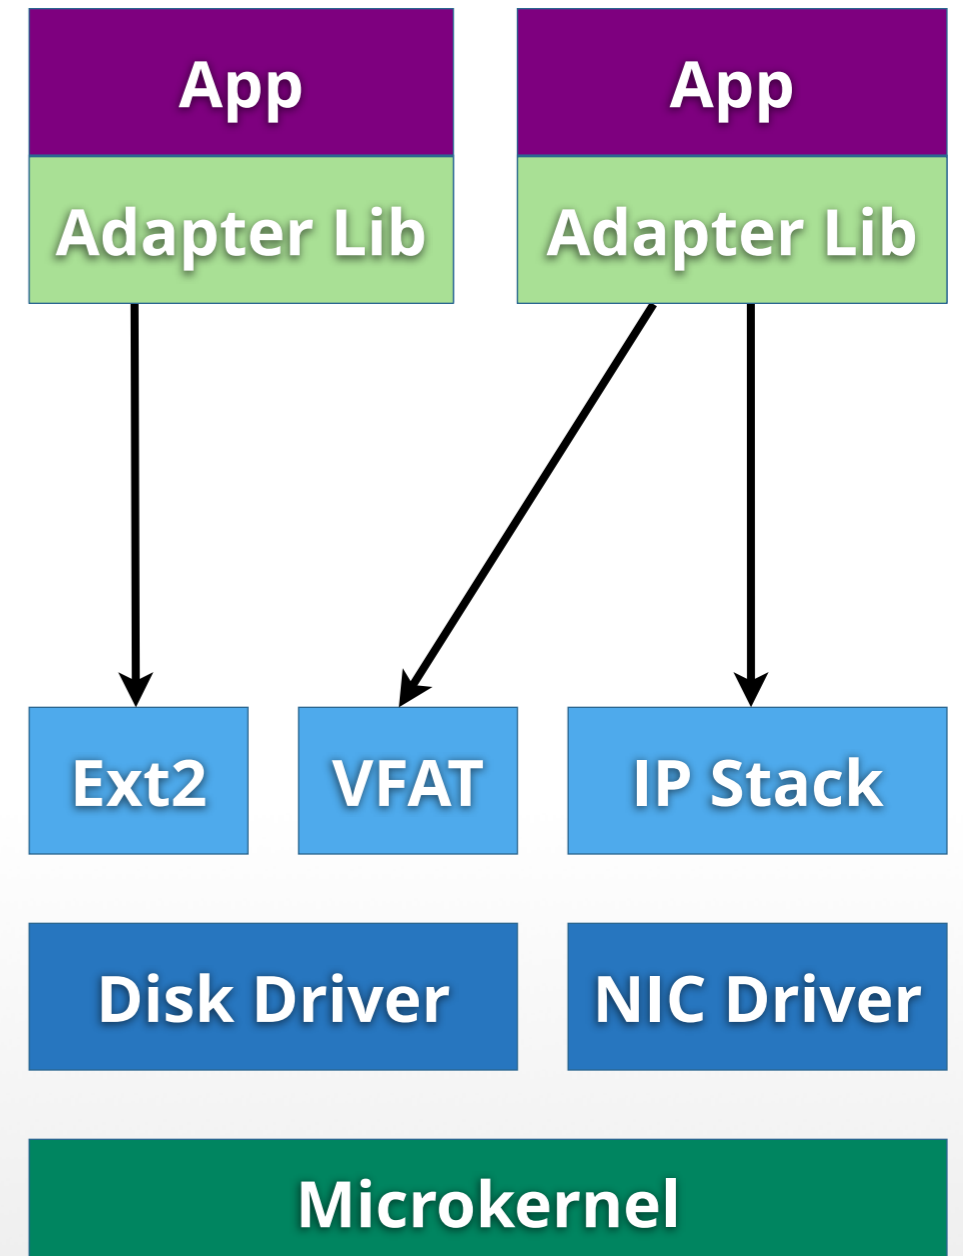 App
App
Adapter Lib
Adapter Lib
Ext2
VFAT
IP Stack
Disk Driver
NIC Driver
Microkernel